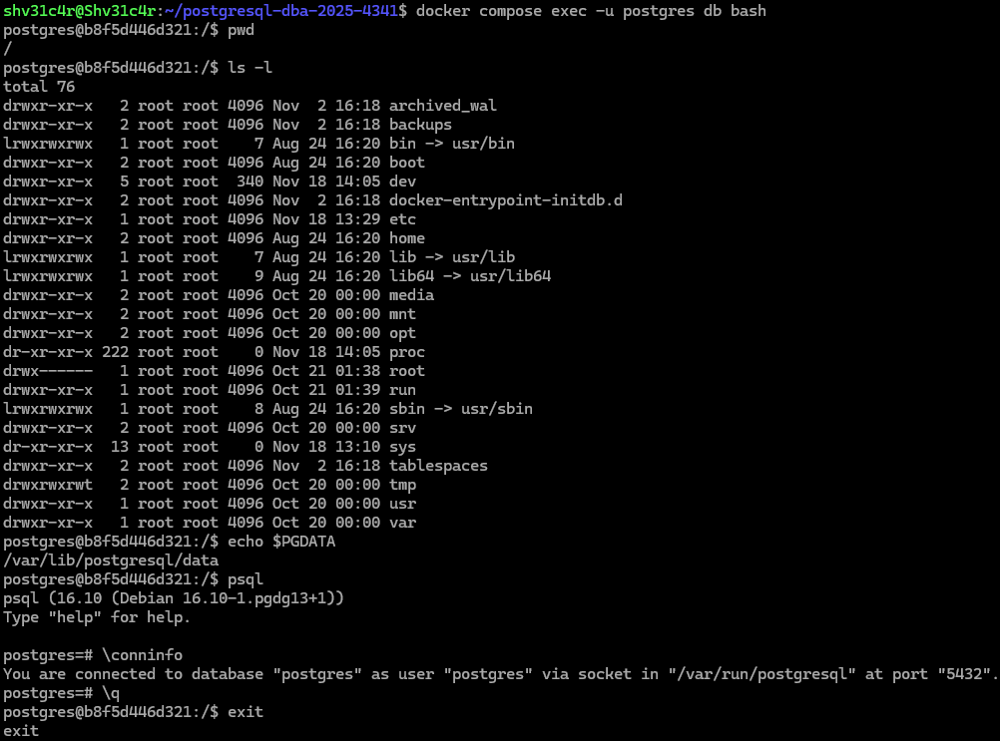 shv31c4r@Shv31c4r:~/postgresql-dba-2025-4341$ docker compose exec -u postgres db bash
postgres@b8f5d446d321:/$ pwd
/
postgres@b8f5d446d321:/$ ls -l
total 76
drwxr-xr-x   2 root root 4096 Nov  2 16:18 archived_wal
drwxr-xr-x   2 root root 4096 Nov  2 16:18 backups
lrwxrwxrwx   1 root root    7 Aug 24 16:20 bin -> usr/bin
drwxr-xr-x   2 root root 4096 Aug 24 16:20 boot
drwxr-xr-x   5 root root  340 Nov 18 14:05 dev
drwxr-xr-x   2 root root 4096 Nov  2 16:18 docker-entrypoint-initdb.d
drwxr-xr-x   1 root root 4096 Nov 18 13:29 etc
drwxr-xr-x   2 root root 4096 Aug 24 16:20 home
lrwxrwxrwx   1 root root    7 Aug 24 16:20 lib -> usr/lib
lrwxrwxrwx   1 root root    9 Aug 24 16:20 lib64 -> usr/lib64
drwxr-xr-x   2 root root 4096 Oct 20 00:00 media
drwxr-xr-x   2 root root 4096 Oct 20 00:00 mnt
drwxr-xr-x   2 root root 4096 Oct 20 00:00 opt
dr-xr-xr-x 222 root root    0 Nov 18 14:05 proc
drwx------   1 root root 4096 Oct 21 01:38 root
drwxr-xr-x   1 root root 4096 Oct 21 01:39 run
lrwxrwxrwx   1 root root    8 Aug 24 16:20 sbin -> usr/sbin
drwxr-xr-x   2 root root 4096 Oct 20 00:00 srv
dr-xr-xr-x  13 root root    0 Nov 18 13:10 sys
drwxr-xr-x   2 root root 4096 Nov  2 16:18 tablespaces
drwxrwxrwt   2 root root 4096 Oct 20 00:00 tmp
drwxr-xr-x   1 root root 4096 Oct 20 00:00 usr
drwxr-xr-x   1 root root 4096 Oct 20 00:00 var
postgres@b8f5d446d321:/$ echo $PGDATA
/var/lib/postgresql/data
postgres@b8f5d446d321:/$ psql
psql (16.10 (Debian 16.10-1.pgdg13+1))
Type "help" for help.

postgres=# \conninfo
You are connected to database "postgres" as user "postgres" via socket in "/var/run/postgresql" at port "5432".
postgres=# \q
postgres@b8f5d446d321:/$ exit
exit